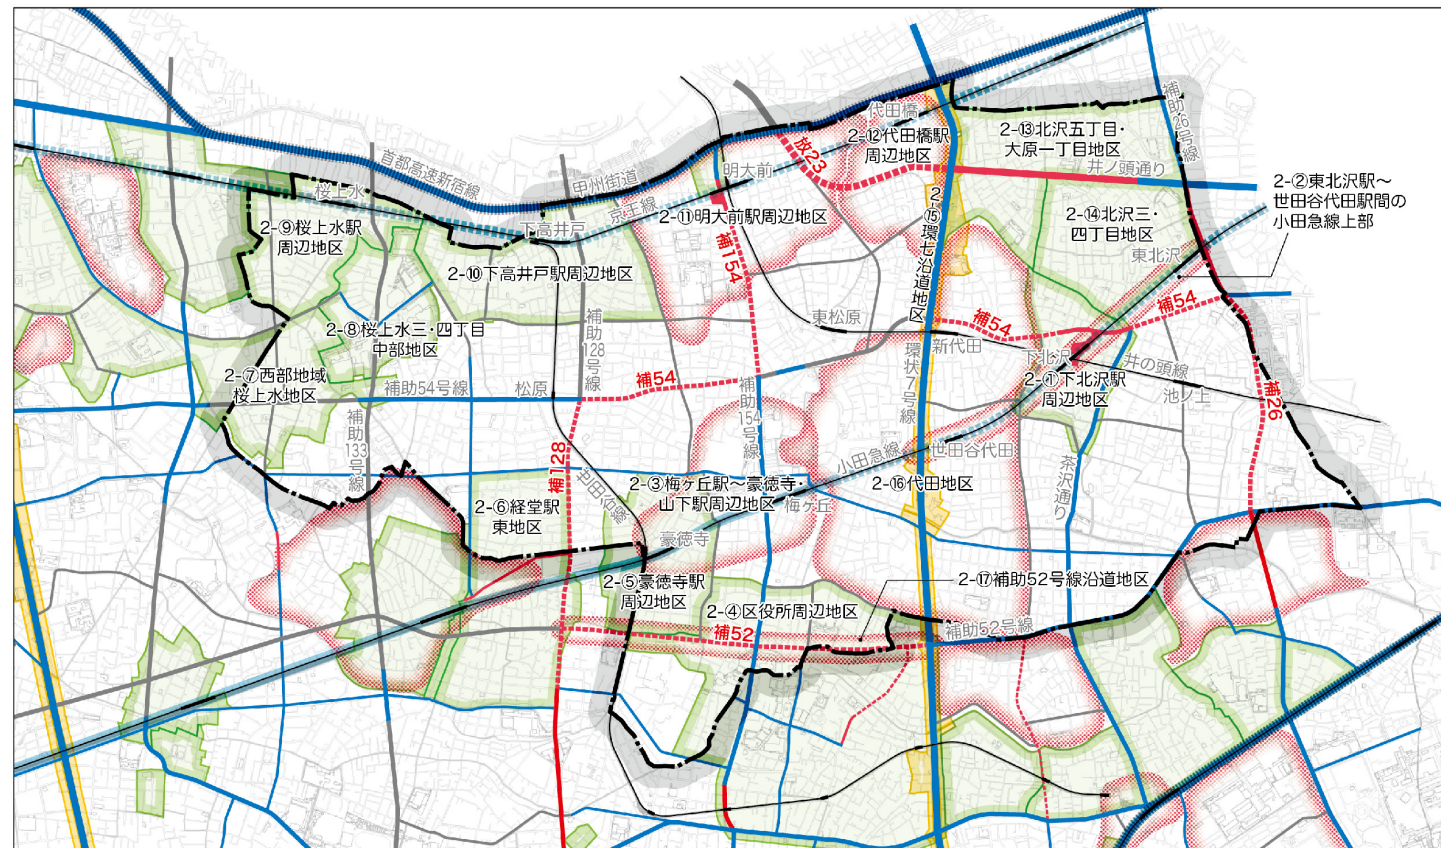 首都高速新宿線
甲州街道
京王線
桜上水
下高井戸
明大前
代田橋
放23
2-⑫代田橋駅
周辺地区
2-⑬北沢五丁目・
大原一丁目地区
補助26号線
井ノ頭通り
2-②東北沢駅～
世田谷代田駅間の
小田急線上部
2-⑨桜上水駅
周辺地区
2-⑩下高井戸駅周辺地区
2-⑪明大前駅周辺地区
補154
2-⑮環七沿道地区
2-⑭北沢三・
四丁目地区
東北沢
2-⑧桜上水三・四丁目
中部地区
補助128号線
東松原
新代田
補54
補54
下北沢
井の頭線
2-①下北沢駅
周辺地区
池ノ上
2-⑦西部地域
桜上水地区
補助54号線
松原
補54
補助154号線
環状7号線
補26
補助133号線
補128
世田谷線
小田急線
世田谷代田
茶沢通り
2-⑥経堂駅
東地区
2-③梅ヶ丘駅～豪徳寺・
山下駅周辺地区
梅ヶ丘
2-⑯代田地区
豪徳寺
2-⑤豪徳寺駅
周辺地区
2-④区役所周辺地区
2-⑰補助52号線沿道地区
補52
補助52号線